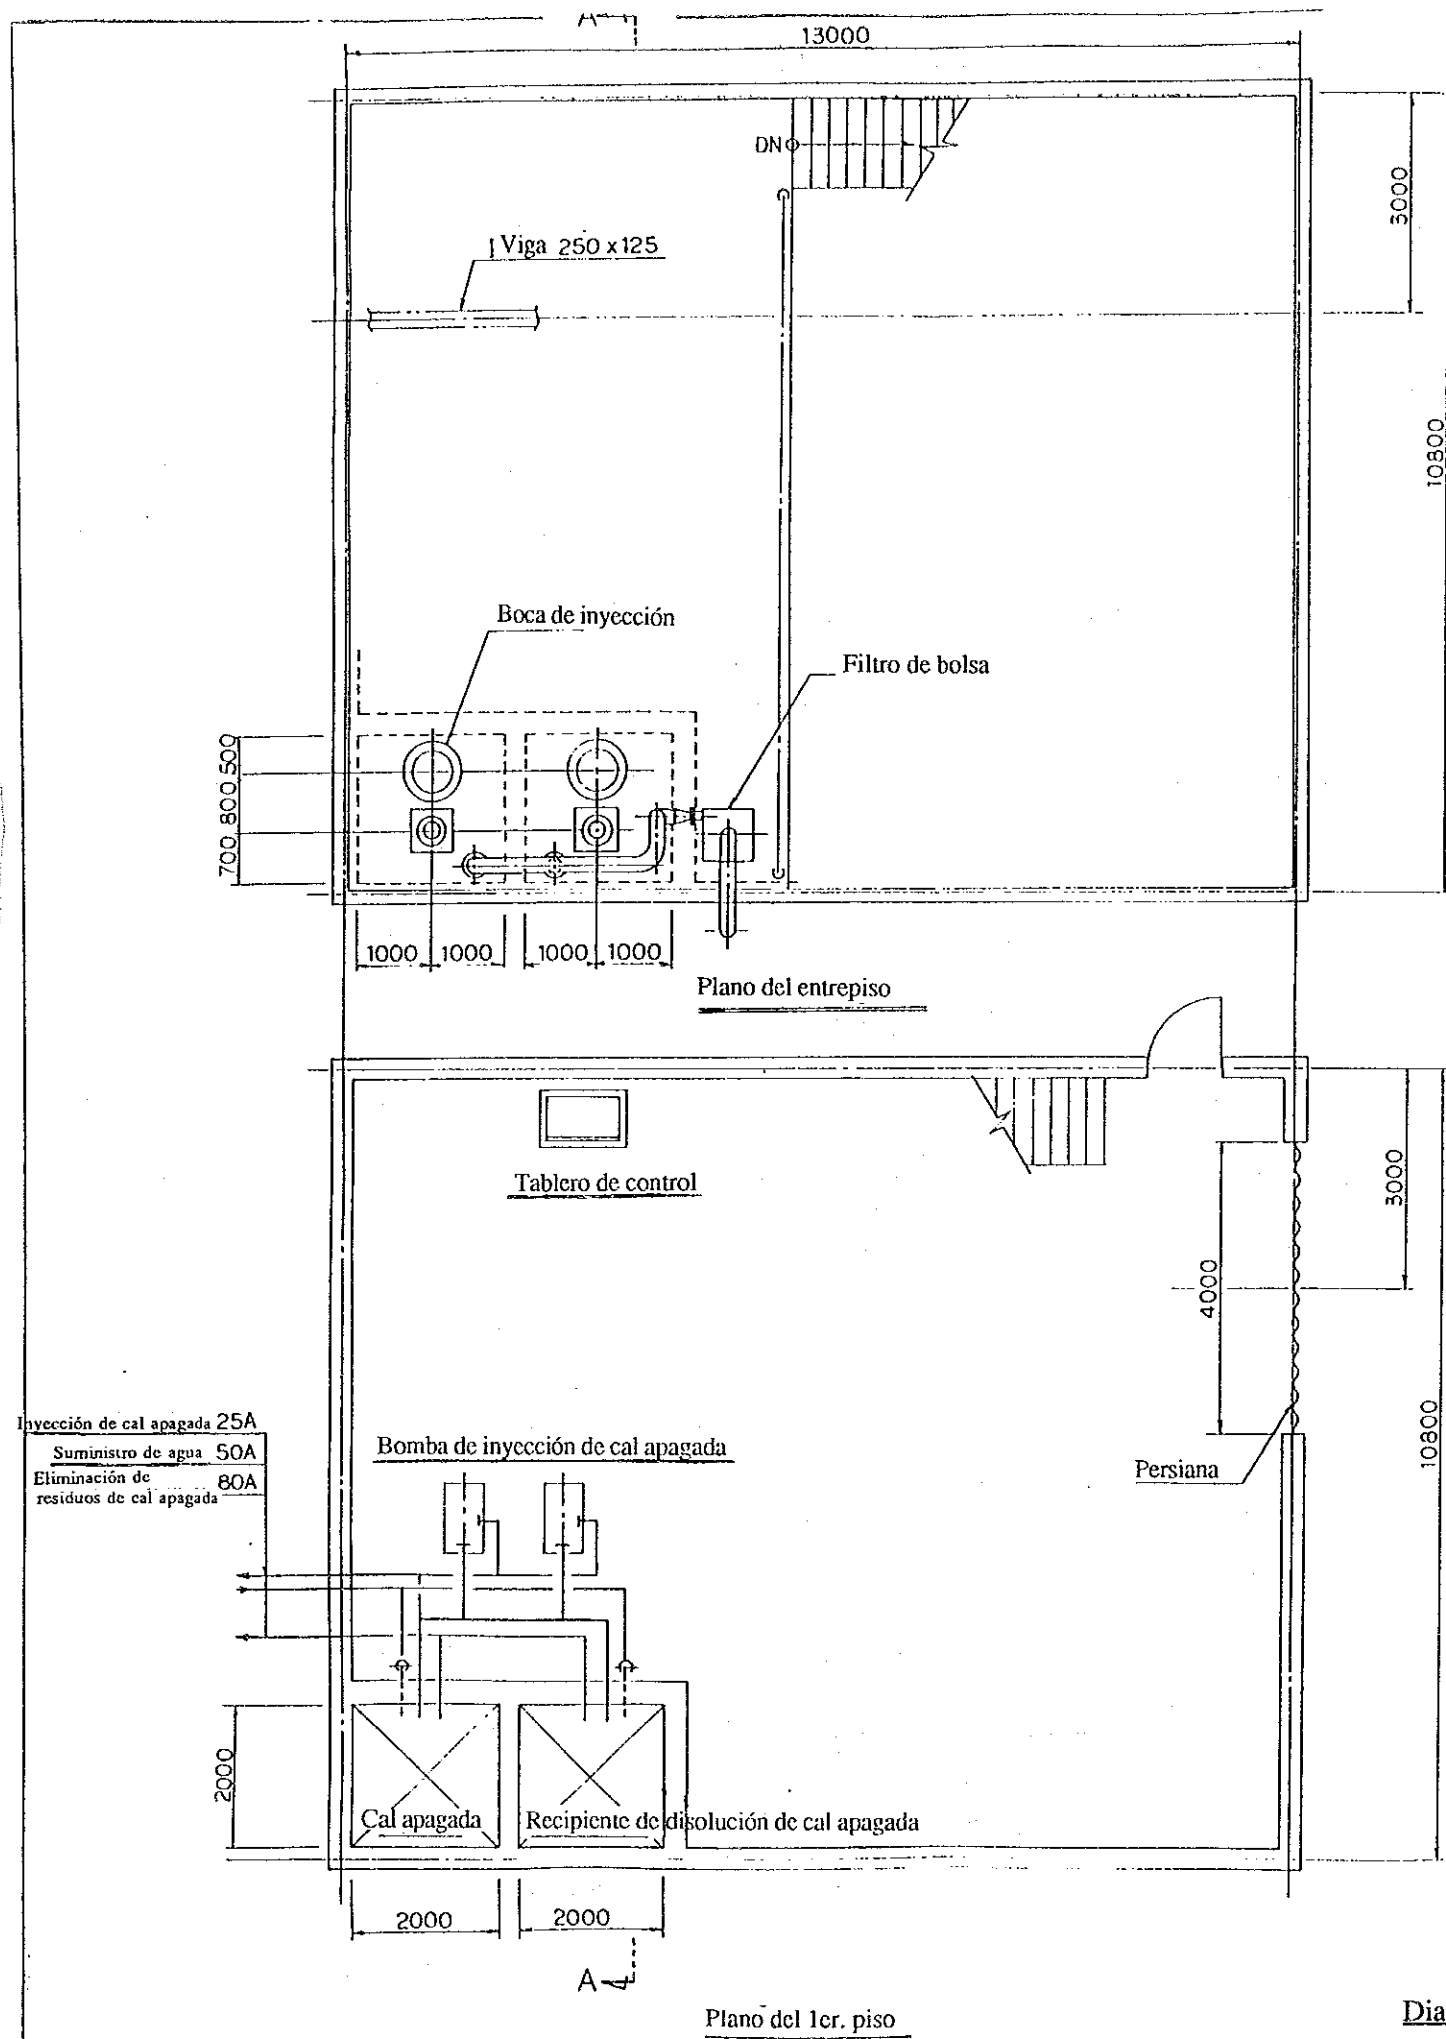 A
13000
DN
3000
I Viga 250 x 125
10800
Boca de inyección
Filtro de bolsa
500
800
700
1000 1000 1000 1000
Plano del entrepiso
Tablero de control
3000
4000
10800
Inyección de cal apagada 25A
Suministro de agua 50A
Eliminación de
residuos de cal apagada 80A
Bomba de inyección de cal apagada
Persiana
2000
Cal apagada
Recipiente de disolución de cal apagada
2000 2000
A
Plano del 1cr. piso
Dia